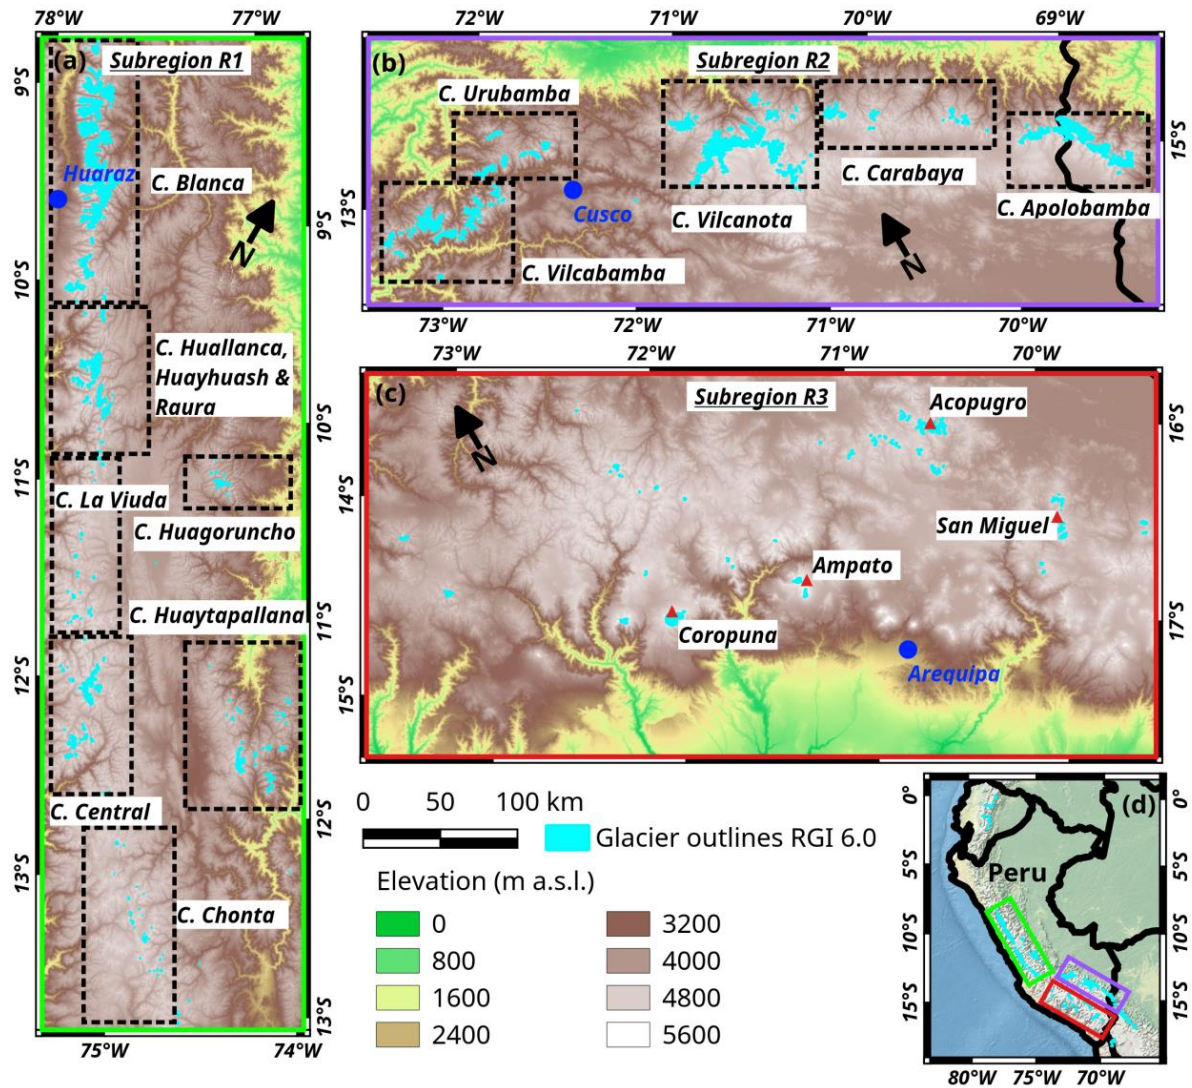 78°W
77°W
(a)
Subregion R1
9°S
Huaraz
C. Blanca
N
9°S
10°S
C. Huallanca,
Huayhuash &
Raura
10°S
11°S
C. La Viuda
C. Huagoruncho
C. Huaytapallana
11°S
12°S
C. Central
12°S
13°S
C. Chonta
13°S
75°W
74°W
72°W
71°W
70°W
69°W
(b)
Subregion R2
C. Urubamba
15°S
C. Carabaya
13°S
Cusco
C. Vilcanota
C. Apolobamba
C. Vilcabamba
N
73°W
72°W
71°W
70°W
73°W
72°W
71°W
70°W
(c)
Subregion R3
Acopugro
16°S
N
14°S
San Miguel
Ampato
17°S
Coropuna
Arequipa
15°S
0 50 100 km
Glacier outlines RGI 6.0
Elevation (m a.s.l.)
0
800
1600
2400
3200
4000
4800
5600
(d)
0°
0°
Peru
5°S
5°S
10°S
10°S
15°S
15°S
80°W
75°W
70°W